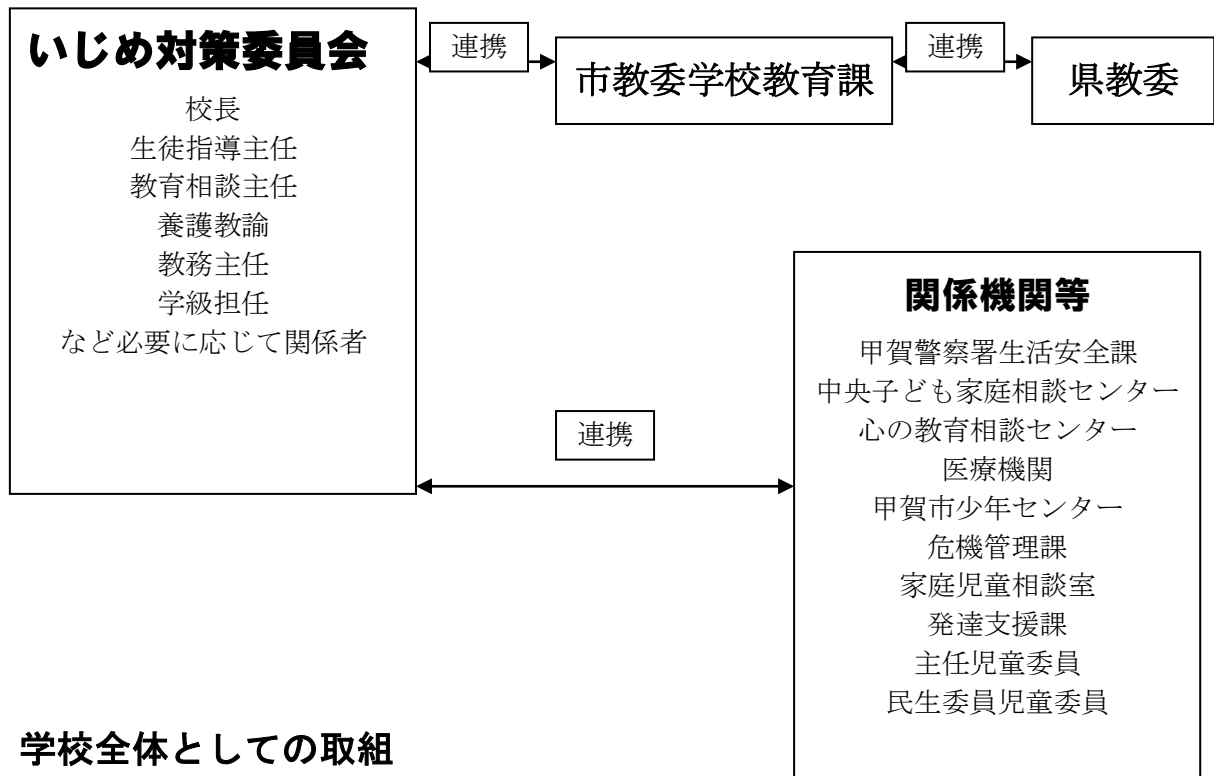 いじめ対策委員会
校長
生徒指導主任
教育相談主任
養護教諭
教務主任
学級担任
など必要に応じて関係者
連携
市教委学校教育課
連携
県教委
連携
関係機関等
甲賀警察署生活安全課
中央子ども家庭相談センター
心の教育相談センター
医療機関
甲賀市少年センター
危機管理課
家庭児童相談室
発達支援課
主任児童委員
民生委員児童委員
学校全体としての取組